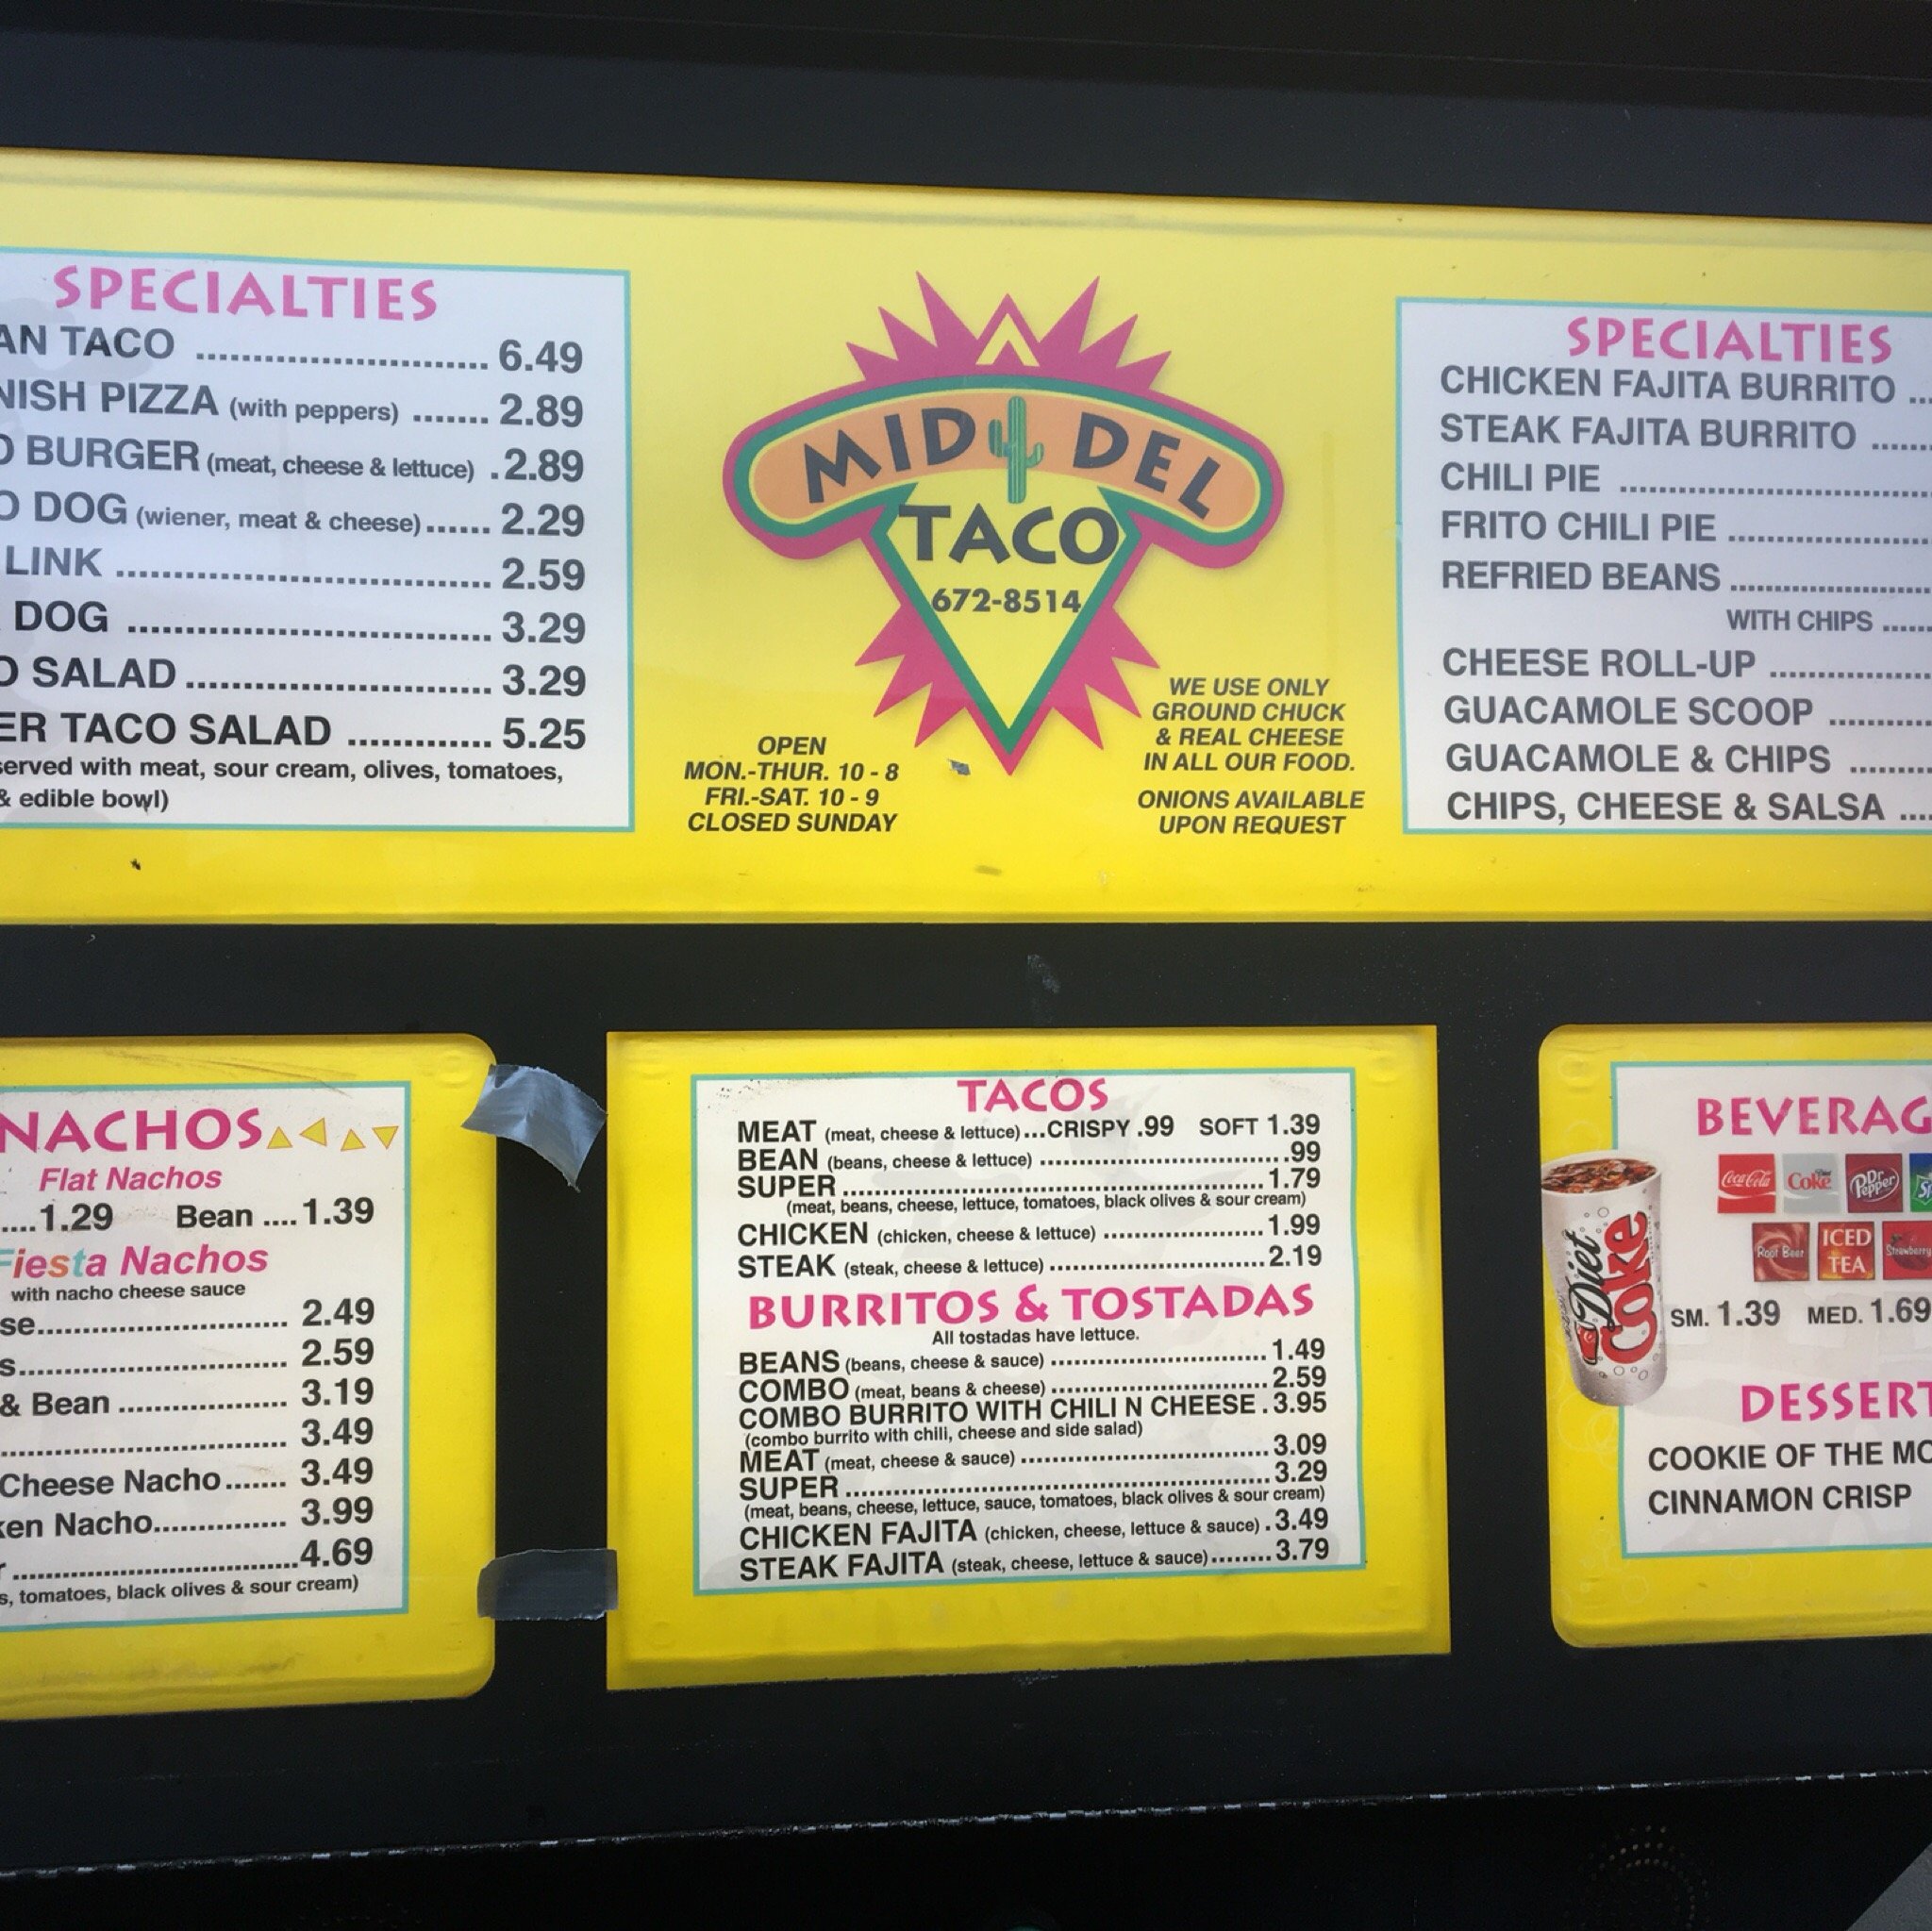 SPECIALTIES
TACO ........................ 6.49
PIZZA (with peppers) ....... 2.89
BURGER (meat, cheese & lettuce) . 2.89
DOG (wiener, meat & cheese) ...... 2.29
LINK ................................ 2.59
DOG ............................... 3.29
SALAD .......................... 3.29
TACO SALAD ............. 5.25
served with meat, sour cream, olives, tomatoes,
& edible bowl)
MID DEL
TACO
672-8514
OPEN
MON.-THUR. 10 - 8
FRI.-SAT. 10 - 9
CLOSED SUNDAY
WE USE ONLY
GROUND CHUCK
& REAL CHEESE
IN ALL OUR FOOD.
ONIONS AVAILABLE
UPON REQUEST
SPECIALTIES
CHICKEN FAJITA BURRITO ...
STEAK FAJITA BURRITO ......
CHILI PIE ...........................
FRITO CHILI PIE ..................
REFRIED BEANS ..................
WITH CHIPS ......
CHEESE ROLL-UP ...............
GUACAMOLE SCOOP ..........
GUACAMOLE & CHIPS ........
CHIPS, CHEESE & SALSA ....
NACHOS
Flat Nachos
....1.29 Bean ....1.39
Fiesta Nachos
with nacho cheese sauce
............................ 2.49
............................ 2.59
& Bean .................. 3.19
............................ 3.49
Cheese Nacho....... 3.49
Nacho............... 3.99
............................4.69
tomatoes, black olives & sour cream)
TACOS
MEAT (meat, cheese & lettuce)...CRISPY .99 SOFT 1.39
BEAN (beans, cheese & lettuce) ...............................99
SUPER .................................................... 1.79
(meat, beans, cheese, lettuce, tomatoes, black olives & sour cream)
CHICKEN (chicken, cheese & lettuce) ....................1.99
STEAK (steak, cheese & lettuce) ...........................2.19
BURRITOS & TOSTADAS
All tostadas have lettuce.
BEANS (beans, cheese & sauce) ........................... 1.49
COMBO (meat, beans & cheese) ........................... 2.59
COMBO BURRITO WITH CHILI N CHEESE . 3.95
(combo burrito with chili, cheese and side salad)
MEAT (meat, cheese & sauce) ............................... 3.09
SUPER .................................................... 3.29
(meat, beans, cheese, lettuce, sauce, tomatoes, black olives & sour cream)
CHICKEN FAJITA (chicken, cheese, lettuce & sauce) . 3.49
STEAK FAJITA (steak, cheese, lettuce & sauce) ........ 3.79
BEVERAG
Coca-Cola Diet Coke Dr Pepper
Root Beer ICED TEA Strawberry
Diet Coke
SM. 1.39 MED. 1.69
DESSERT
COOKIE OF THE
CINNAMON CRISP